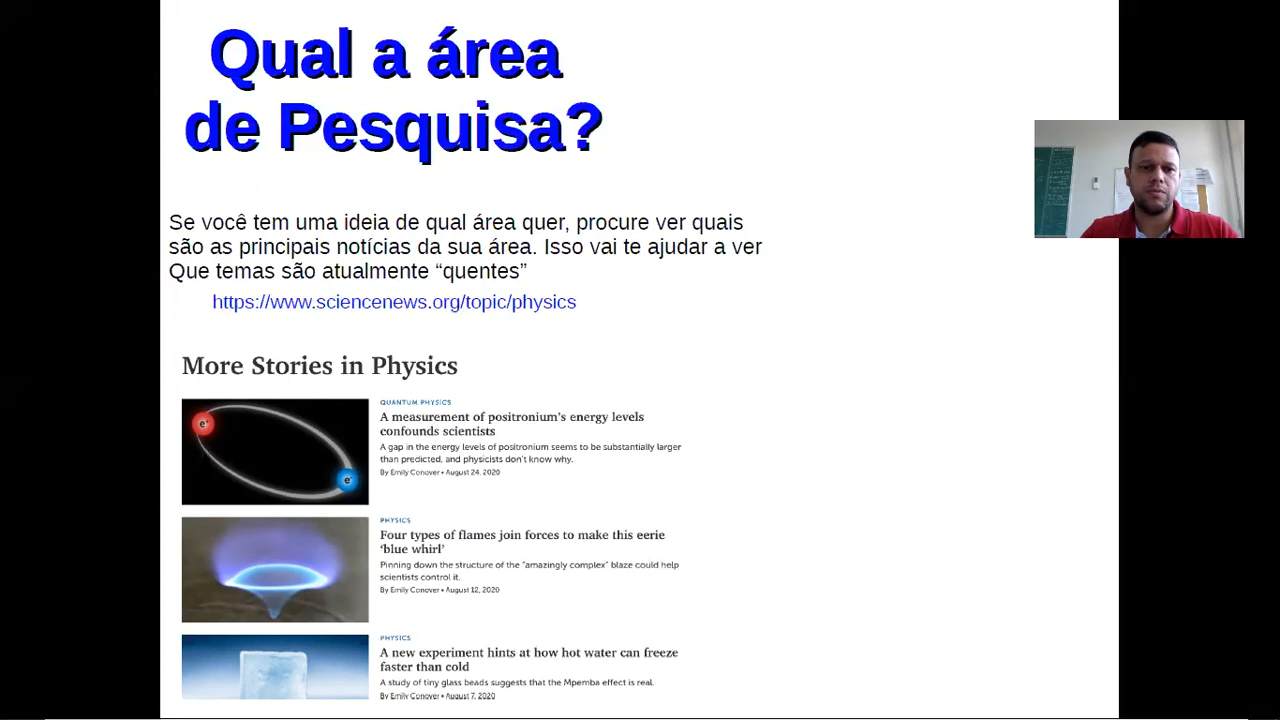 Qual a área
de Pesquisa?
Se você tem uma ideia de qual área quer, procure ver quais
são as principais notícias da sua área. Isso vai te ajudar a ver
Que temas são atualmente “quentes”
https://www.sciencenews.org/topic/physics
More Stories in Physics
e⁺
e⁻
QUANTUM PHYSICS
A measurement of positronium’s energy levels
confounds scientists
A gap in the energy levels of positronium seems to be substantially larger
than predicted, and physicists don’t know why.
By Emily Conover • August 24, 2020
PHYSICS
Four types of flames join forces to make this eerie
‘blue whirl’
Pinning down the structure of the “amazingly complex” blaze could help
scientists control it.
By Emily Conover • August 12, 2020
PHYSICS
A new experiment hints at how hot water can freeze
faster than cold
A study of tiny glass beads suggests that the Mpemba effect is real.
By Emily Conover • August 7, 2020